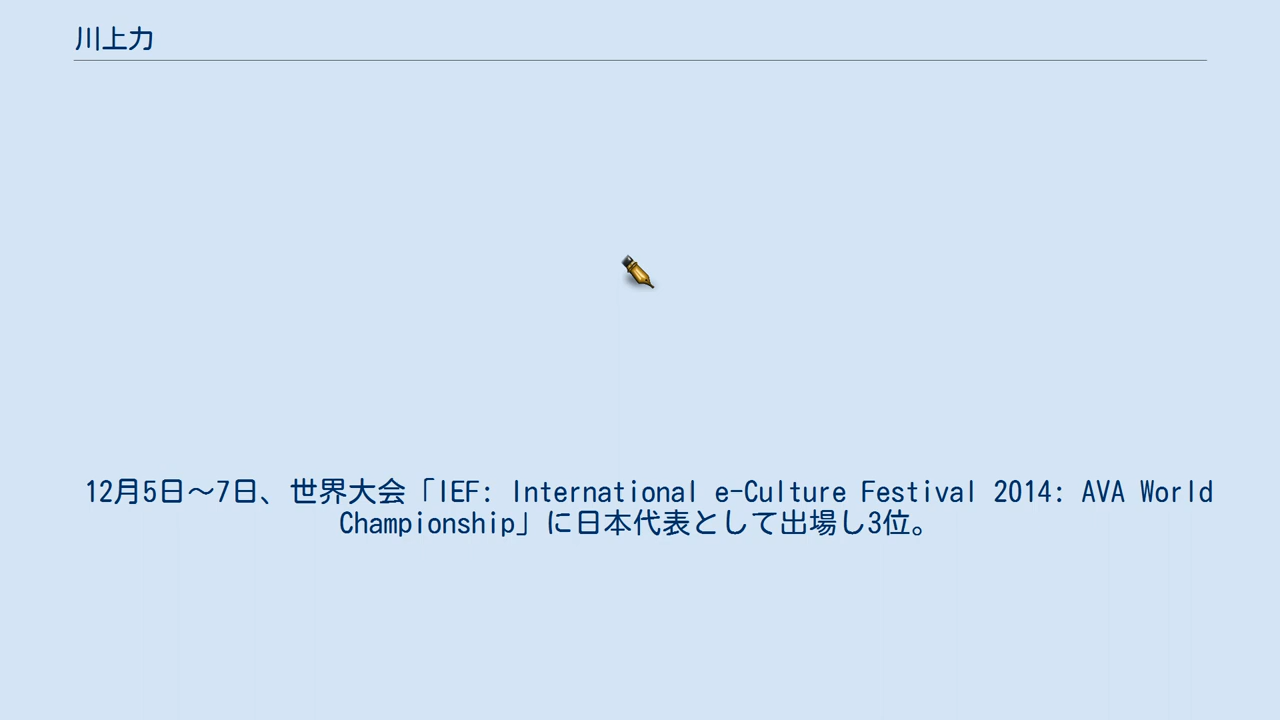 川上力
12月5日～7日、世界大会「IEF: International e-Culture Festival 2014: AVA World
Championship」に日本代表として出場し3位。